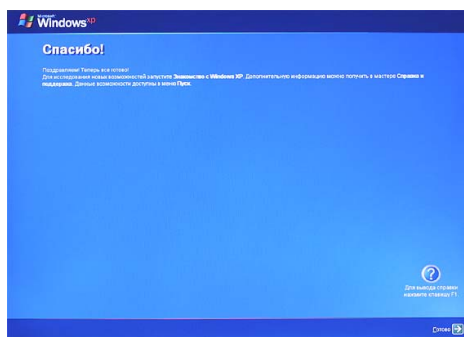 Microsoft
Windows xp
Спасибо!
Поздравляем! Теперь все готово!
Для исследования новых возможностей запустите Знакомство с Windows XP. Дополнительную информацию можно получить в мастере Справка и
поддержка. Данные возможности доступны в меню Пуск.
Для вывода справки
нажмите клавишу F1
Готово